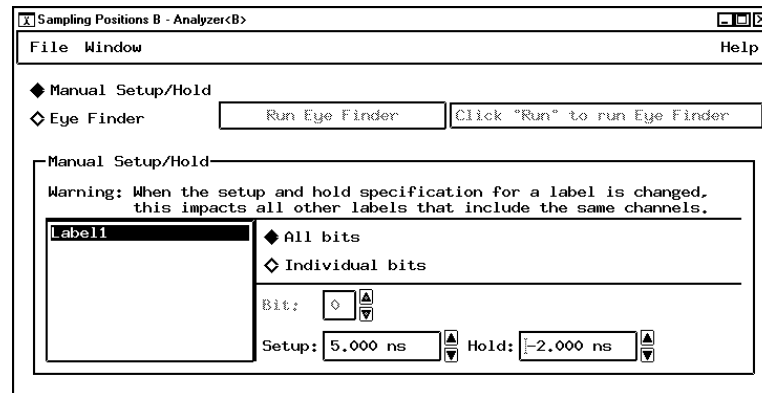 Sampling Positions B - Analyzer<B>
File Window Help
Manual Setup/Hold
Eye Finder Run Eye Finder Click "Run" to run Eye Finder
Manual Setup/Hold
Warning: When the setup and hold specification for a label is changed,
this impacts all other labels that include the same channels.
Label1
All bits
Individual bits
Bit: 0
Setup: 5.000 ns Hold: -2.000 ns